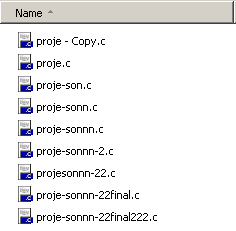 Name
proje - Copy.c
proje.c
proje-son.c
proje-sonn.c
proje-sonnn.c
proje-sonnn-2.c
projesonnn-22.c
proje-sonnn-22final.c
proje-sonnn-22final222.c